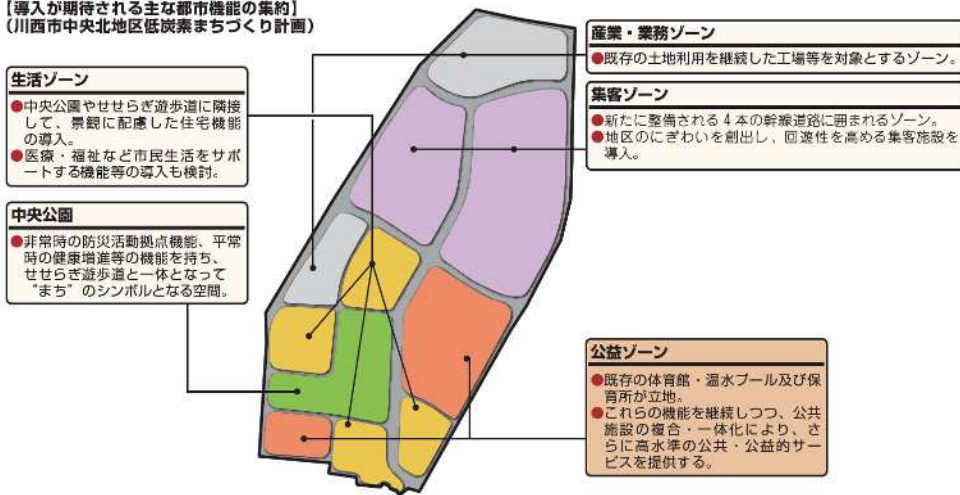 【導入が期待される主な都市機能の集約】
（川西市中央北地区低炭素まちづくり計画）
生活ゾーン
●中央公園やせせらぎ遊歩道に隣接
して、景観に配慮した住宅機能
の導入。
●医療・福祉など市民生活をサポ
ートする機能等の導入も検討。
中央公園
●非常時の防災活動拠点機能、平常
時の健康増進等の機能を持ち、
せせらぎ遊歩道と一体となって
“まち”のシンボルとなる空間。
産業・業務ゾーン
●既存の土地利用を継続した工場等を対象とするゾーン。
集客ゾーン
●新たに整備される４本の幹線道路に囲まれるゾーン。
●地区のにぎわいを創出し、回遊性を高める集客施設を
導入。
公益ゾーン
●既存の体育館・温水プール及び保
育所が立地。
●これらの機能を継続しつつ、公共
施設の複合・一体化により、さ
らに高水準の公共・公益的サー
ビスを提供する。